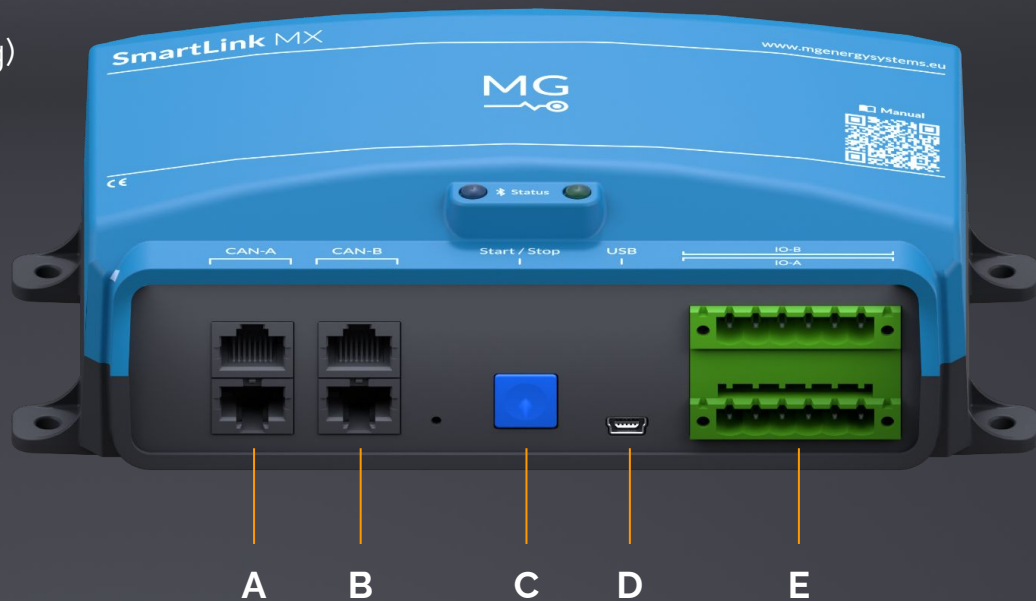 g)
SmartLink MX
www.mgenergysystems.eu
MG
Manual
CE
Status
CAN-A CAN-B Start / Stop USB IO-B
IO-A
A B C D E